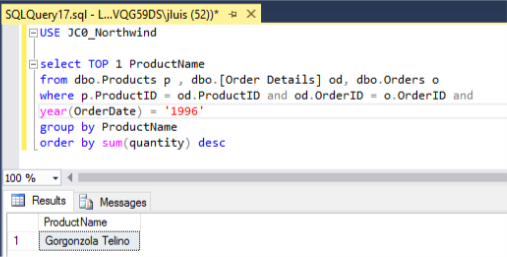 SQLQuery17.sql - L...VQG59DS\jluis (52))*
USE JC0_Northwind
select TOP 1 ProductName
from dbo.Products p , dbo.[Order Details] od, dbo.Orders o
where p.ProductID = od.ProductID and od.OrderID = o.OrderID and
year(OrderDate) = '1996'
group by ProductName
order by sum(quantity) desc
100 %
Results Messages
ProductName
1 Gorgonzola Telino